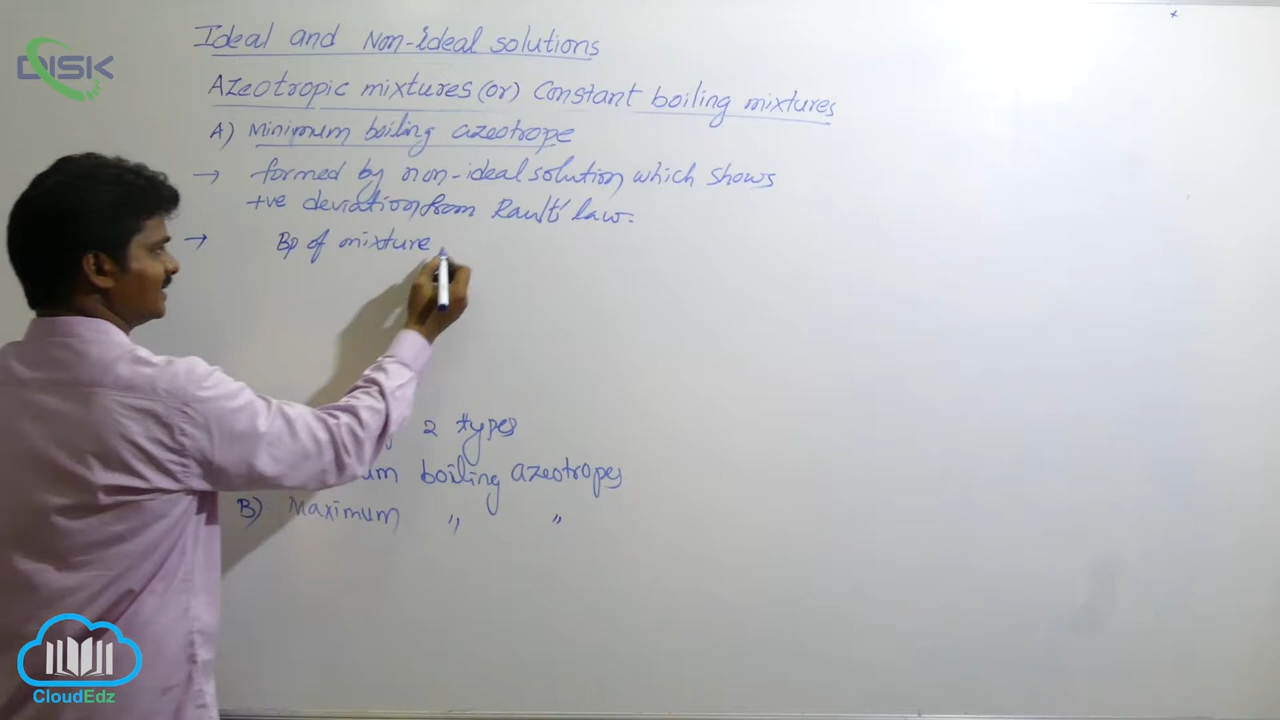 DISK
Ideal and Non-ideal solutions
Azeotropic mixtures (or) Constant boiling mixtures
A) Minimum boiling azeotrope
→ formed by non-ideal solution which shows
+ve deviation from Rault's law.
→ Bp of mixture
2 types
um boiling azeotropes
B) Maximum " "
CloudEdz